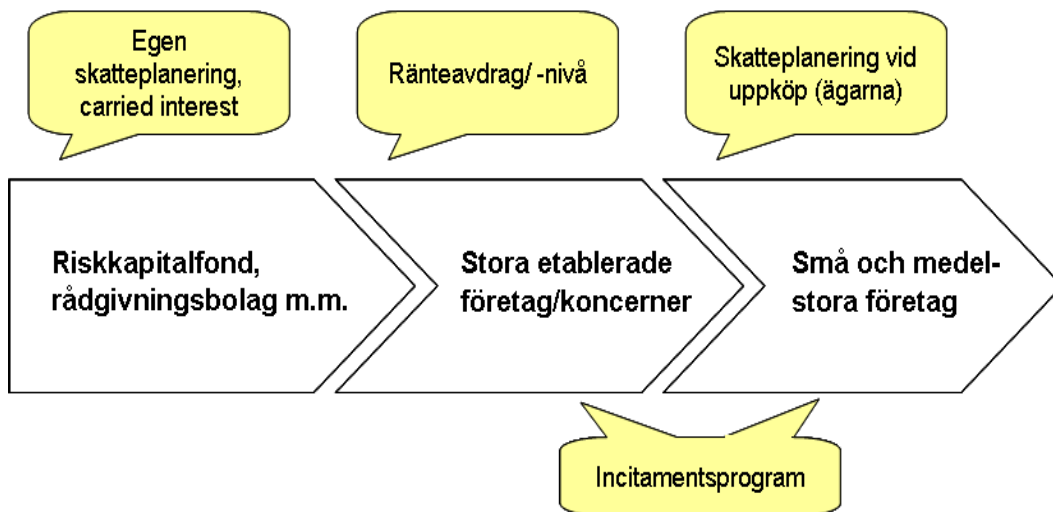 Egen
skatteplanering,
carried interest
Ränteavdrag/ -nivå
Skatteplanering vid
uppköp (ägarna)
Riskkapitalfond,
rådgivningsbolag m.m.
Stora etablerade
företag/koncerner
Små och medel-
stora företag
Incitamentsprogram